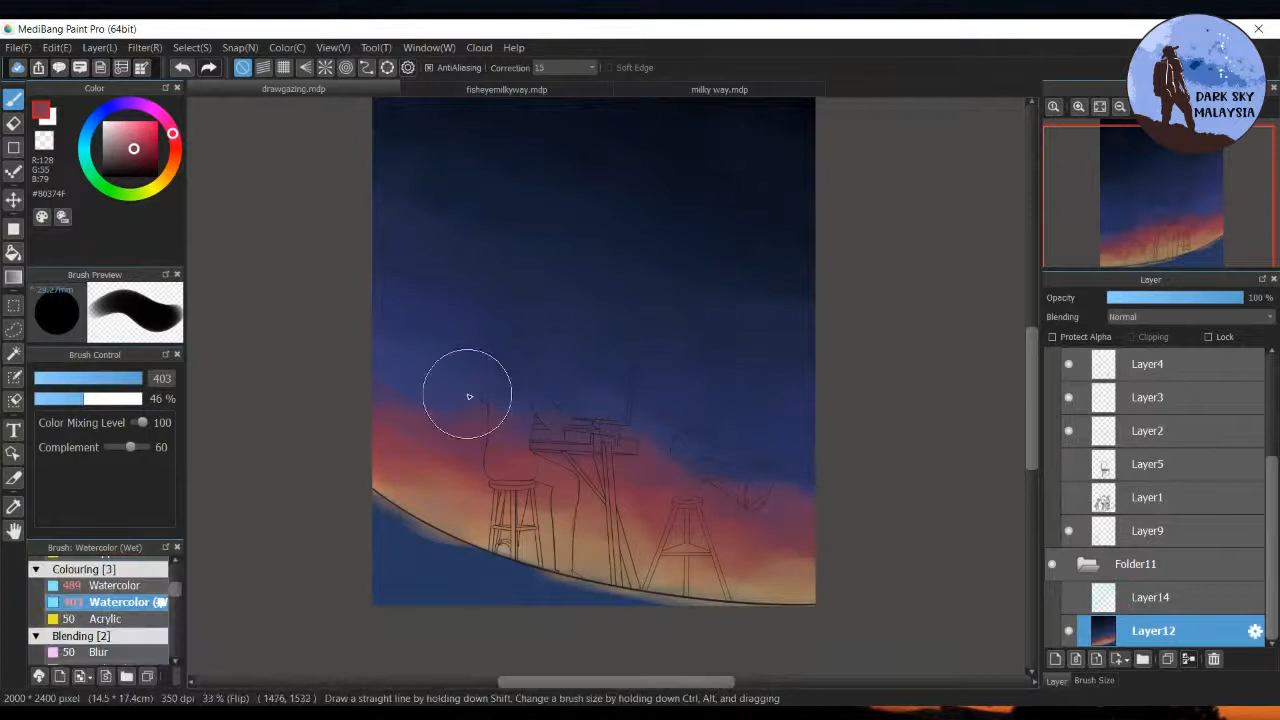 MediBang Paint Pro (64bit)
File(F) Edit(E) Layer(L) Filter(R) Select(S) Snap(N) Color(C) View(V) Tool(T) Window(W) Cloud Help
AntiAliasing Correction 15 Soft Edge
Color
drawgazing.mdp fisheyemilkyway.mdp milky way.mdp
DARK SKY
MALAYSIA
R:128
G:55
B:79
#80374F
Brush Preview
29.27mm
Brush Control
403
46 %
Color Mixing Level 100
Complement 60
Brush: Watercolor (Wet)
Colouring [3]
489 Watercolor
403 Watercolor (W
50 Acrylic
Blending [2]
50 Blur
Layer
Opacity 100 %
Blending Normal
Protect Alpha Clipping Lock
Layer4
Layer3
Layer2
Layer5
Layer1
Layer9
Folder11
Layer14
Layer12
Layer Brush Size
2000 * 2400 pixel (14.5 * 17.4cm) 350 dpi 33 % (Flip) ( 1476, 1532 ) Draw a straight line by holding down Shift, Change a brush size by holding down Ctrl, Alt, and dragging